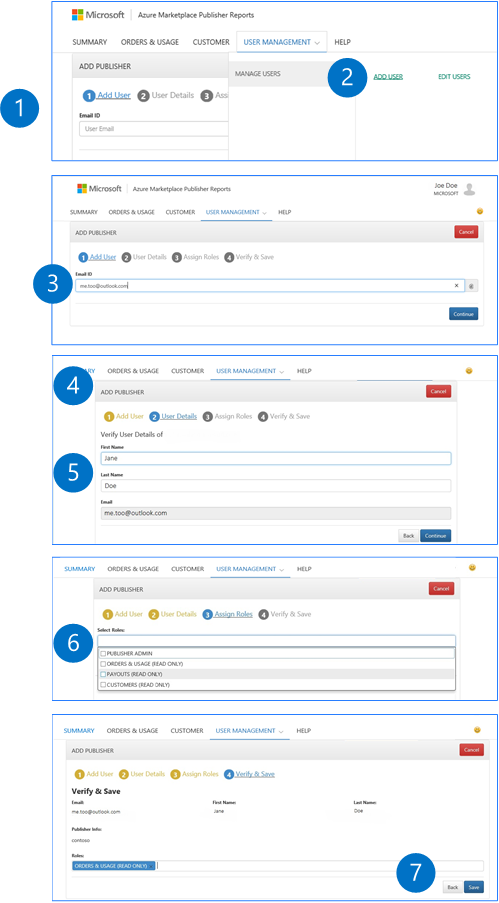 Microsoft Azure Marketplace Publisher Reports
SUMMARY ORDERS & USAGE CUSTOMER USER MANAGEMENT HELP
ADD PUBLISHER
MANAGE USERS
2 ADD USER EDIT USERS
1
1 Add User 2 User Details 3 Assi
Email ID
User Email
Microsoft Azure Marketplace Publisher Reports
Joe Doe
MICROSOFT
SUMMARY ORDERS & USAGE CUSTOMER USER MANAGEMENT HELP
ADD PUBLISHER Cancel
1 Add User 2 User Details 3 Assign Roles 4 Verify & Save
3
Email ID
me.too@outlook.com
Continue
4
RY ORDERS & USAGE CUSTOMER USER MANAGEMENT HELP
ADD PUBLISHER Cancel
1 Add User 2 User Details 3 Assign Roles 4 Verify & Save
Verify User Details of
5
First Name
Jane
Last Name
Doe
Email
me.too@outlook.com
Back Continue
SUMMARY ORDERS & USAGE CUSTOMER USER MANAGEMENT HELP
ADD PUBLISHER Cancel
1 Add User 2 User Details 3 Assign Roles 4 Verify & Save
6
Select Roles:
PUBLISHER ADMIN
ORDERS & USAGE (READ ONLY)
PAYOUTS (READ ONLY)
CUSTOMERS (READ ONLY)
SUMMARY ORDERS & USAGE CUSTOMER USER MANAGEMENT HELP
ADD PUBLISHER Cancel
1 Add User 2 User Details 3 Assign Roles 4 Verify & Save
Verify & Save
Email: First Name: Last Name:
me.too@outlook.com Jane Doe
Publisher Info:
contoso
Roles:
ORDERS & USAGE (READ ONLY) x
7
Back Save